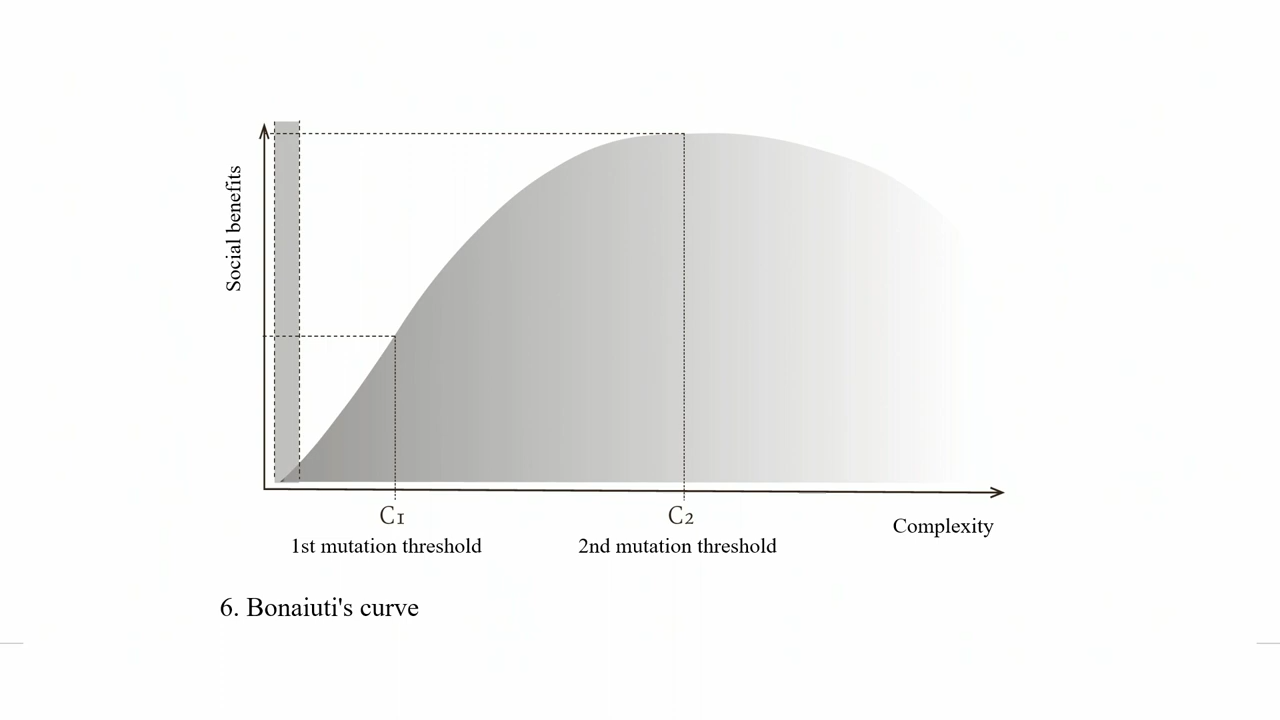 Social benefits
C1
C2
Complexity
1st mutation threshold
2nd mutation threshold
6. Bonaiuti's curve